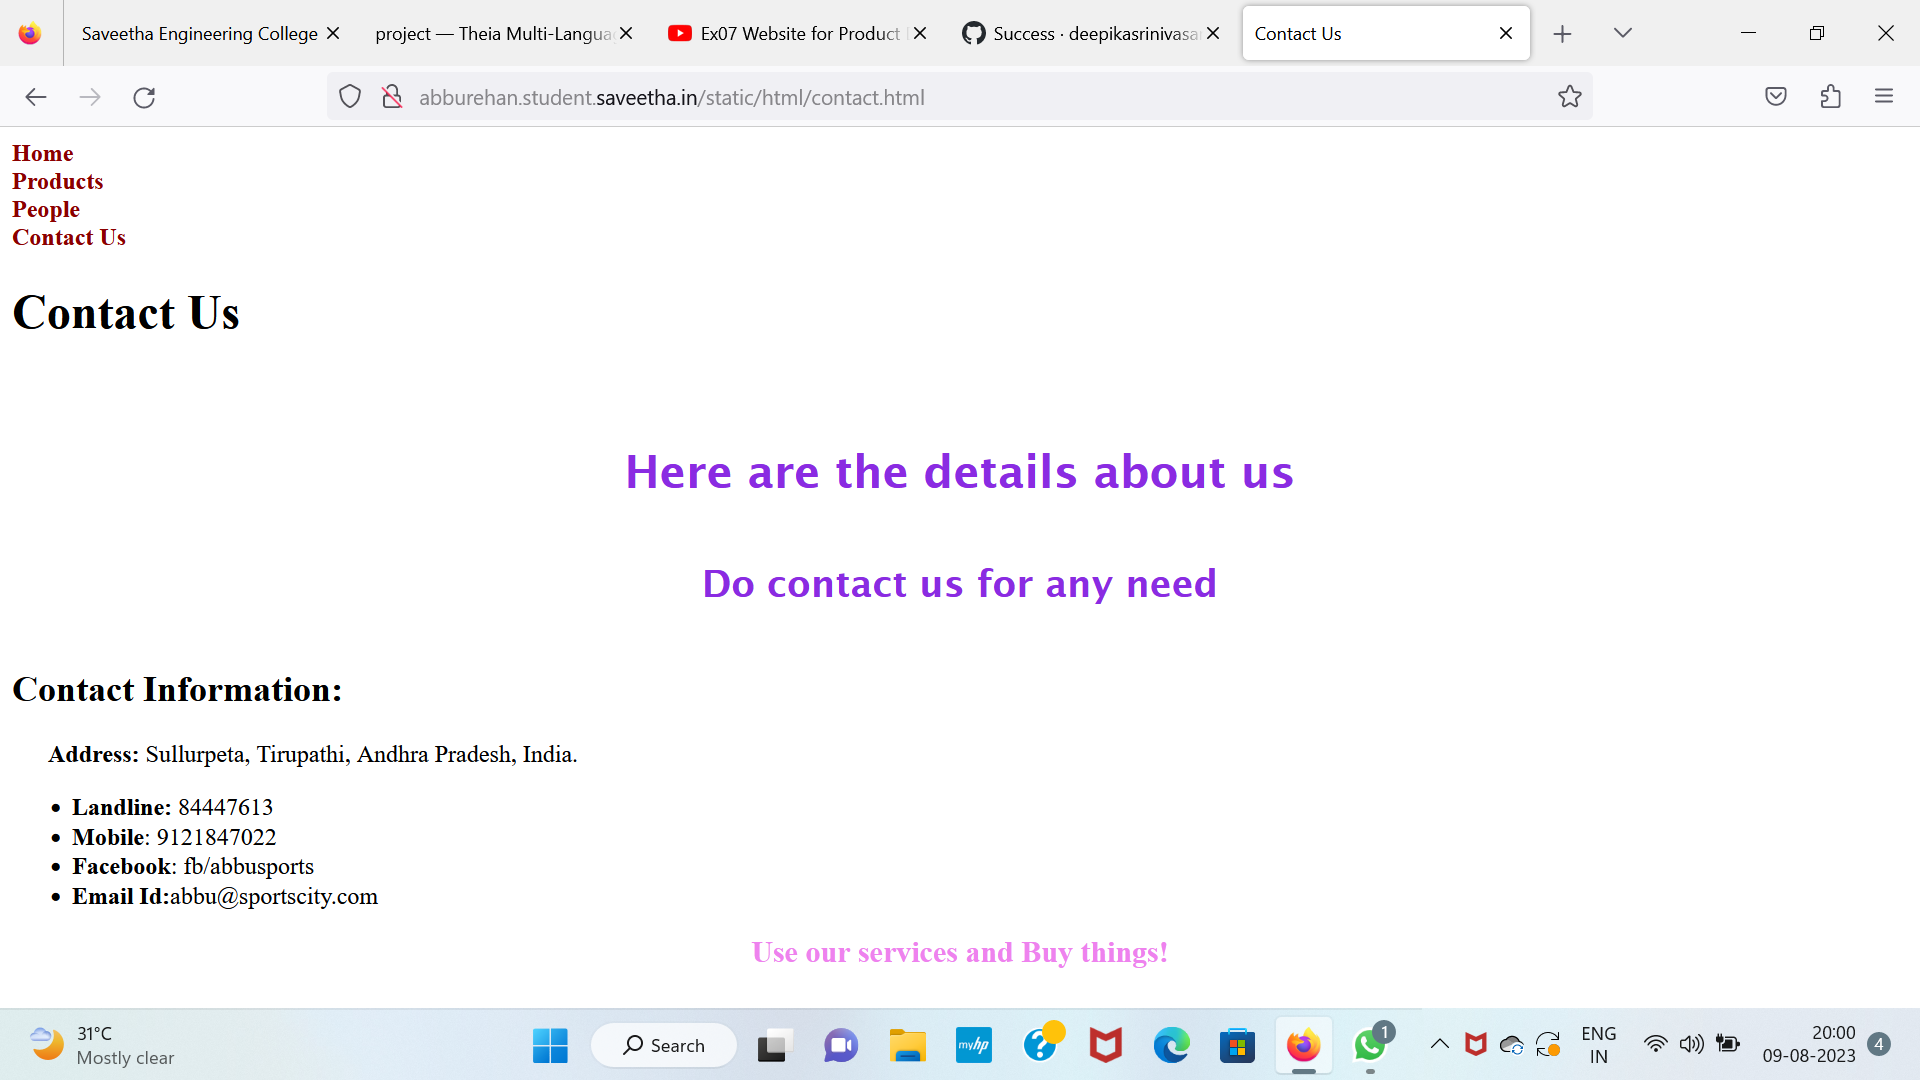 Saveetha Engineering College
project — Theia Multi-Langua
Ex07 Website for Product
Success · deepikasrinivasa
Contact Us
abburehan.student.saveetha.in/static/html/contact.html
Home
Products
People
Contact Us
Contact Us
Here are the details about us
Do contact us for any need
Contact Information:
Address: Sullurpeta, Tirupathi, Andhra Pradesh, India.
• Landline: 84447613
• Mobile: 9121847022
• Facebook: fb/abbusports
• Email Id:abbu@sportscity.com
Use our services and Buy things!
31°C
Mostly clear
Search
myhp
1
ENG
IN
20:00
09-08-2023
4